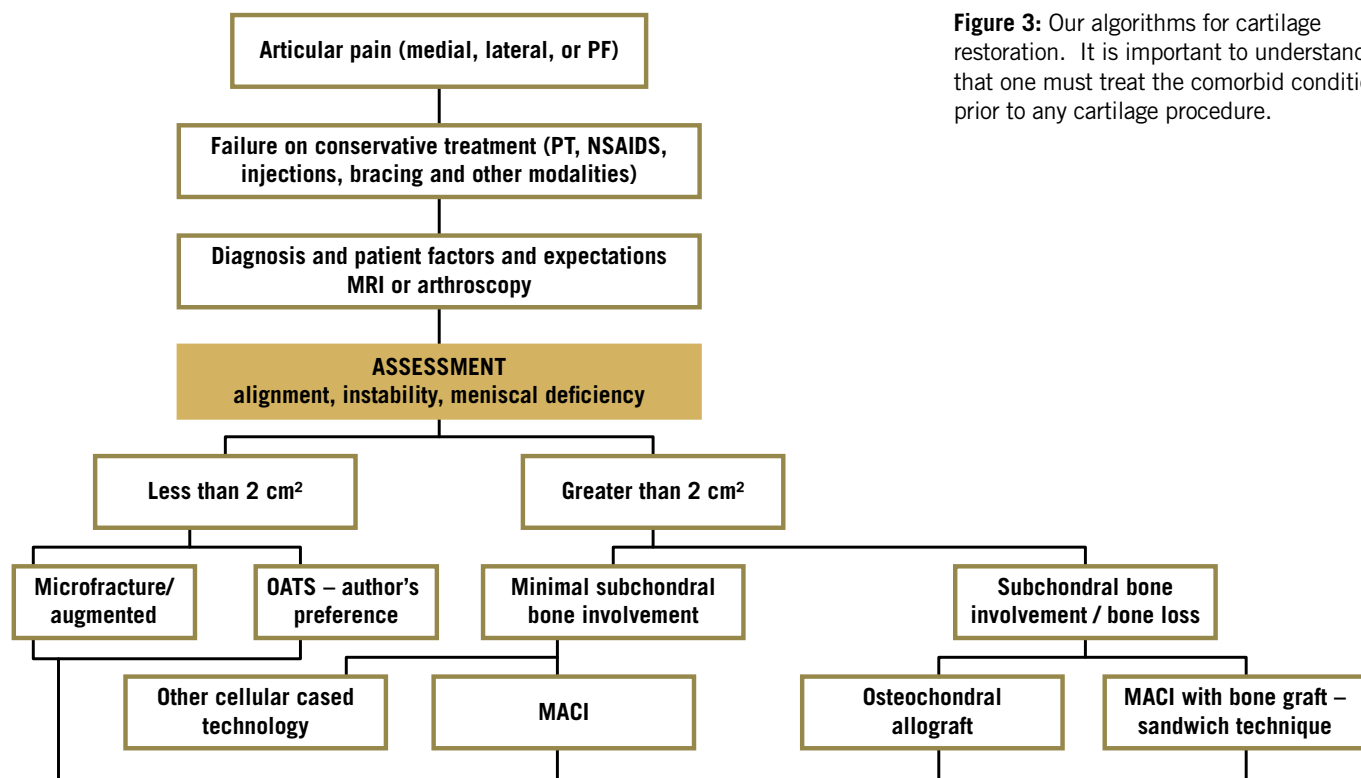 Articular pain (medial, lateral, or PF)
Failure on conservative treatment (PT, NSAIDS,
injections, bracing and other modalities)
Diagnosis and patient factors and expectations
MRI or arthroscopy
ASSESSMENT
alignment, instability, meniscal deficiency
Less than 2 cm²
Greater than 2 cm²
Microfracture/
augmented
OATS – author's
preference
Minimal subchondral
bone involvement
Subchondral bone
involvement / bone loss
Other cellular cased
technology
MACI
Osteochondral
allograft
MACI with bone graft –
sandwich technique
Figure 3: Our algorithms for cartilage
restoration. It is important to understand
that one must treat the comorbid conditi
prior to any cartilage procedure.